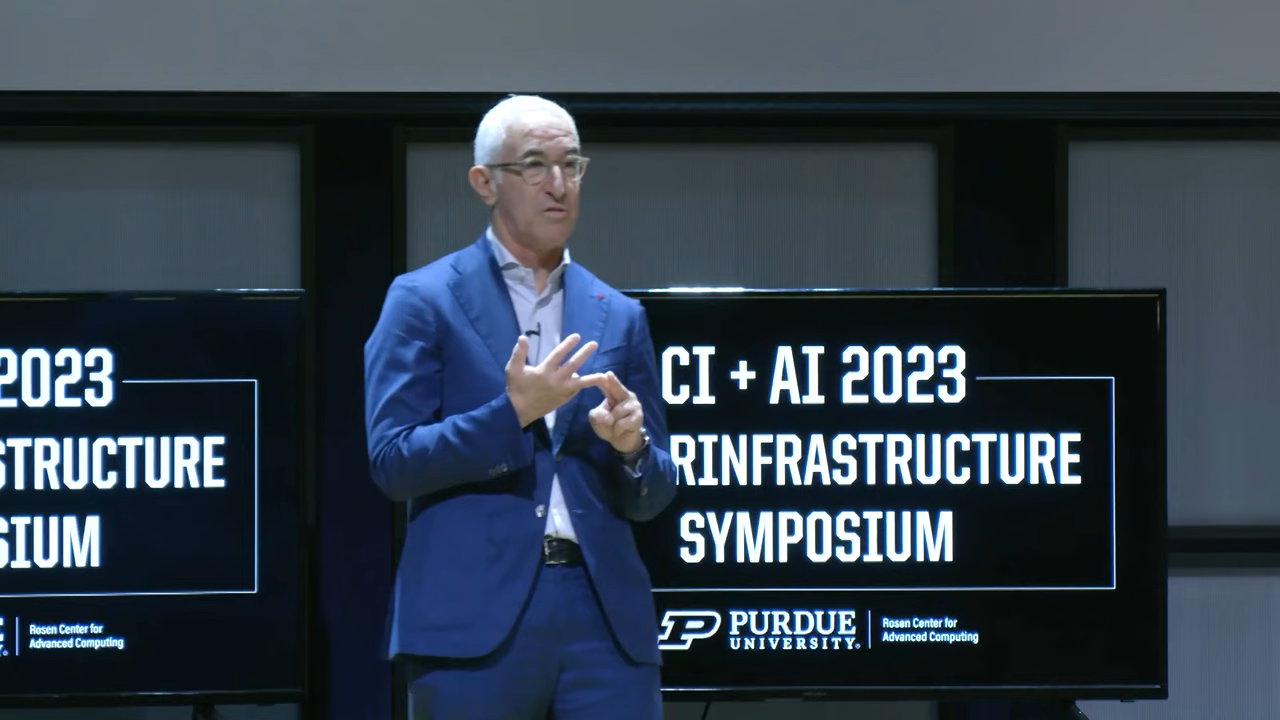 2023
STRUCTURE
SIUM
Rosen Center for
Advanced Computing
CI + AI 2023
RINFRASTRUCTURE
SYMPOSIUM
P PURDUE
UNIVERSITY®
Rosen Center for
Advanced Computing